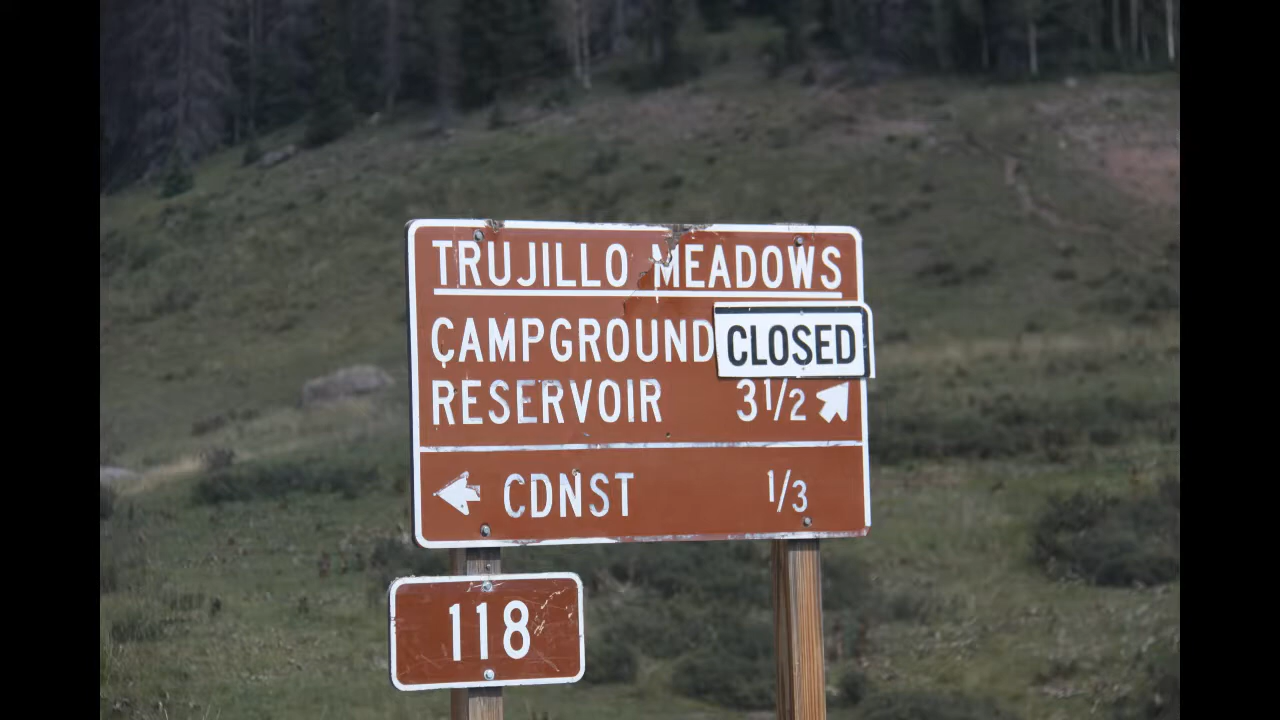 TRUJILLO MEADOWS
CAMPGROUND CLOSED
RESERVOIR 3 1/2
CDNST 1/3
118